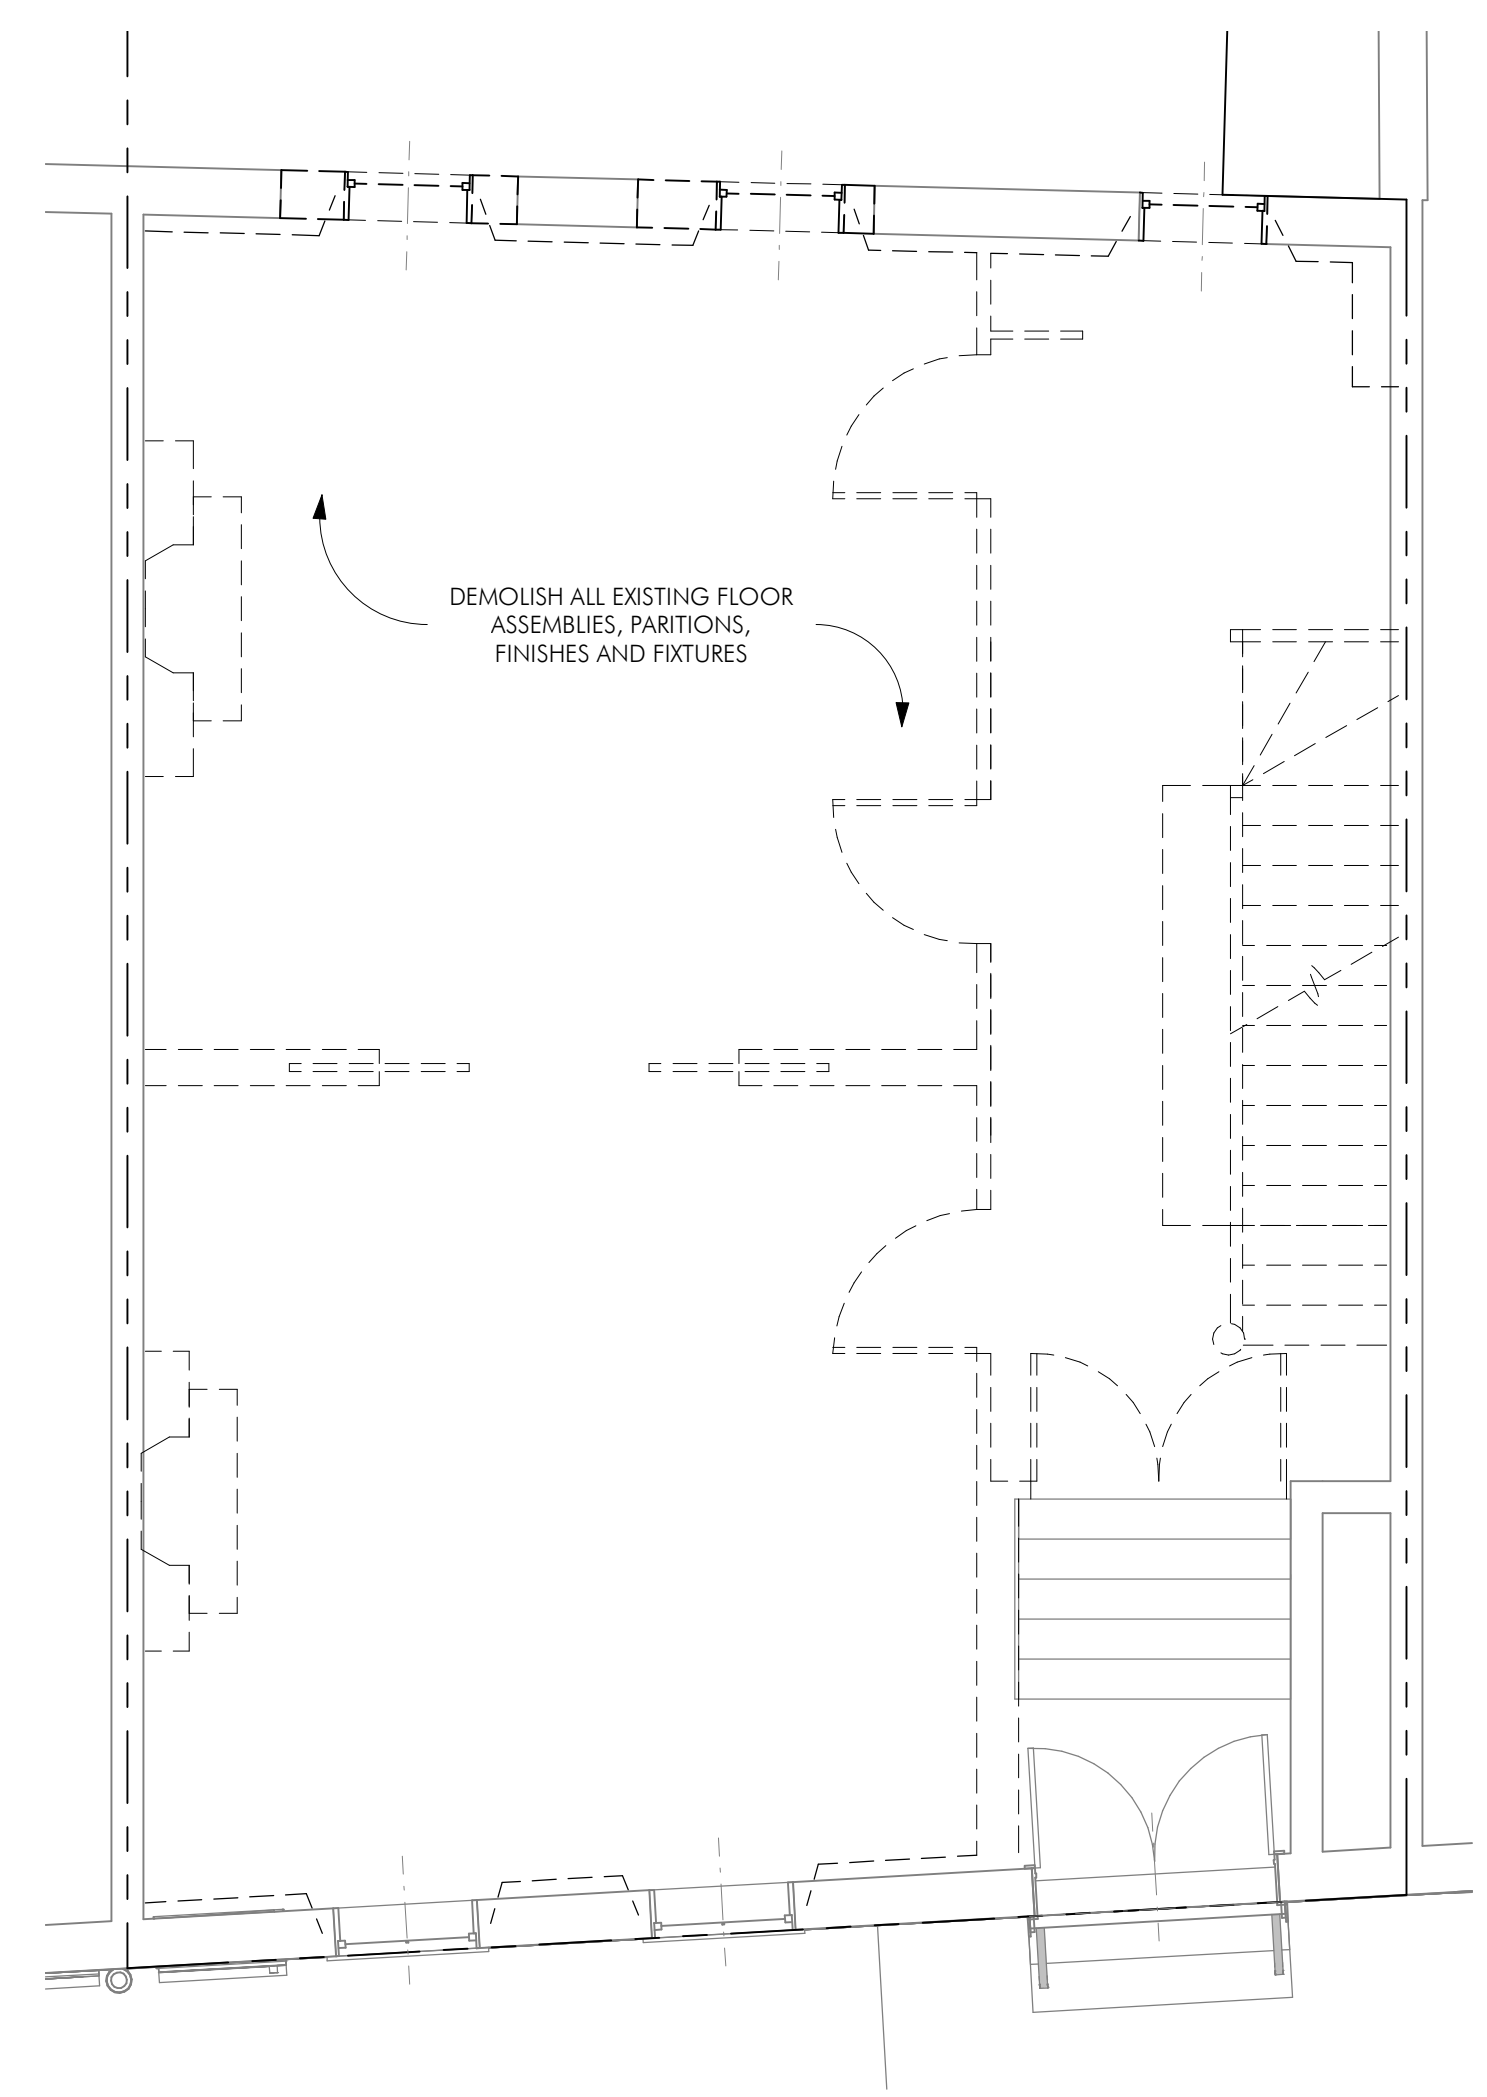 DEMOLISH ALL EXISTING FLOOR
ASSEMBLIES, PARITIONS,
FINISHES AND FIXTURES